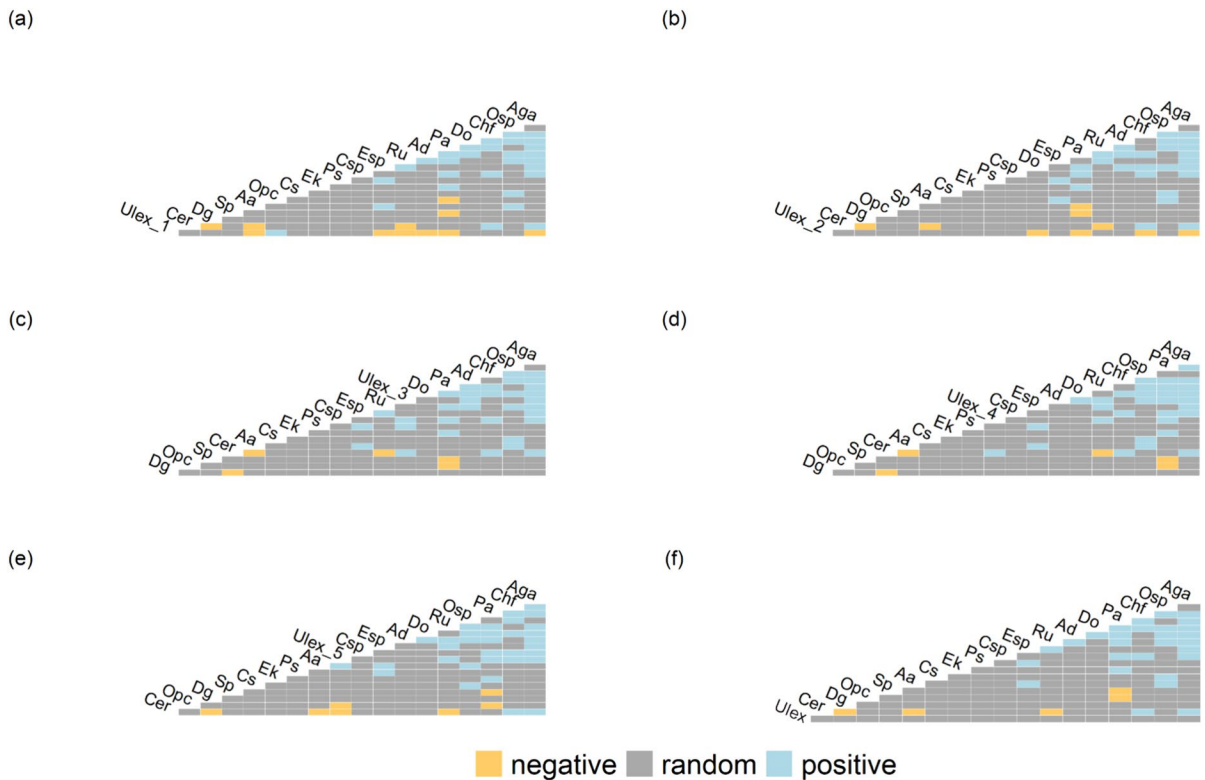 (a)
Ulex_1 Cer Dg Sp Aa Opc Cs Ek Ps Csp Esp Ru Ad Pa Do Chf Osp Aga
(b)
Ulex_2 Cer Dg Opc Sp Aa Cs Ek Ps Csp Do Esp Pa Ru Ad Chf Osp Aga
(c)
Dg Opc Sp Cer Aa Cs Ek Ps Csp Esp Ru Ulex_3 Do Pa Ad Chf Osp Aga
(d)
Dg Opc Sp Cer Aa Cs Ek Ps Ulex_4 Csp Esp Ad Do Ru Chf Osp Pa Aga
(e)
Cer Opc Dg Sp Cs Ek Ps Aa Ulex_5 Csp Esp Ad Do Ru Osp Pa Chf Aga
(f)
Ulex Cer Dg Opc Sp Aa Cs Ek Ps Csp Esp Ru Ad Do Pa Chf Osp Aga
negative random positive